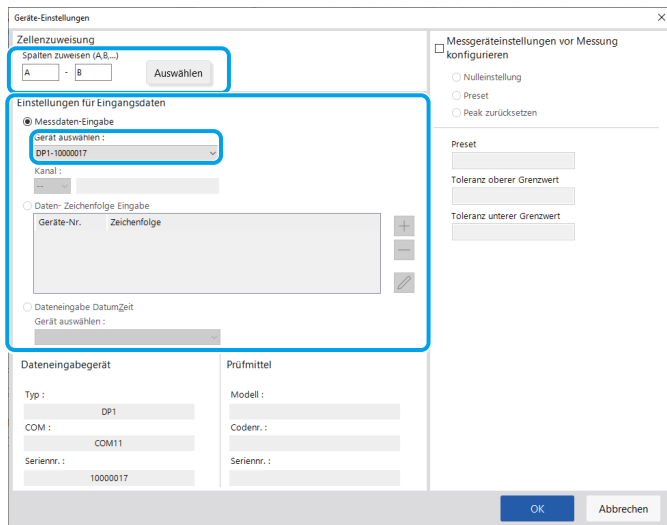 Geräte-Einstellungen
Zellenzuweisung
Spalten zuweisen (A,B,...)
A - B Auswählen
Einstellungen für Eingangsdaten
Messdaten-Eingabe
Gerät auswählen :
DP1-10000017
Kanal :
--
Daten- Zeichenfolge Eingabe
Geräte-Nr. Zeichenfolge
Dateneingabe DatumZeit
Gerät auswählen :
Dateneingabegerät
Typ :
DP1
COM :
COM11
Seriennr. :
10000017
Prüfmittel
Modell :
Codenr. :
Seriennr. :
Messgeräteinstellungen vor Messung
konfigurieren
Nulleinstellung
Preset
Peak zurücksetzen
Preset
Toleranz oberer Grenzwert
Toleranz unterer Grenzwert
OK Abbrechen